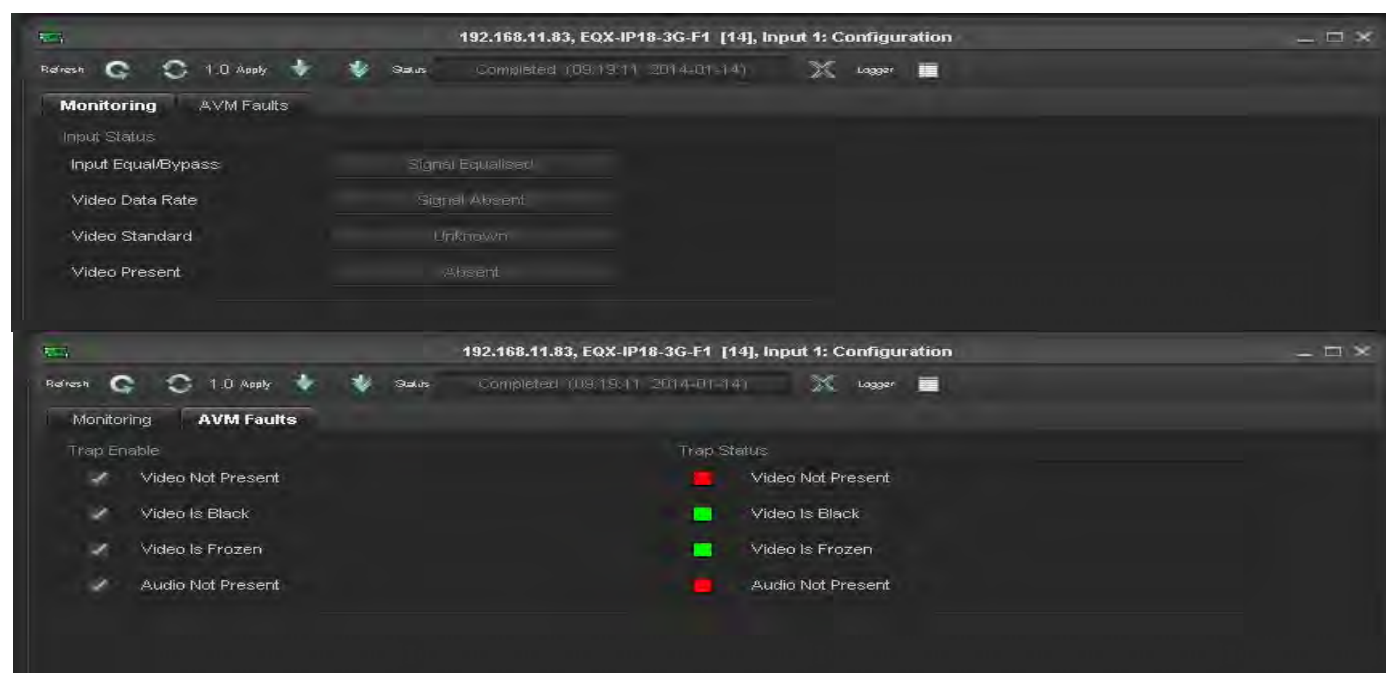 192.168.11.83, EQX-IP18-3G-F1 [14], Input 1: Configuration
Refresh 1.0 Apply Status Completed (09:19:11 2014-01-14) Logger
Monitoring AVM Faults
Input Status
Input Equal/Bypass Signal Equalised
Video Data Rate Signal Absent
Video Standard Unknown
Video Present Absent
192.168.11.83, EQX-IP18-3G-F1 [14], Input 1: Configuration
Refresh 1.0 Apply Status Completed (09:19:11 2014-01-14) Logger
Monitoring AVM Faults
Trap Enable Trap Status
Video Not Present Video Not Present
Video Is Black Video Is Black
Video Is Frozen Video Is Frozen
Audio Not Present Audio Not Present